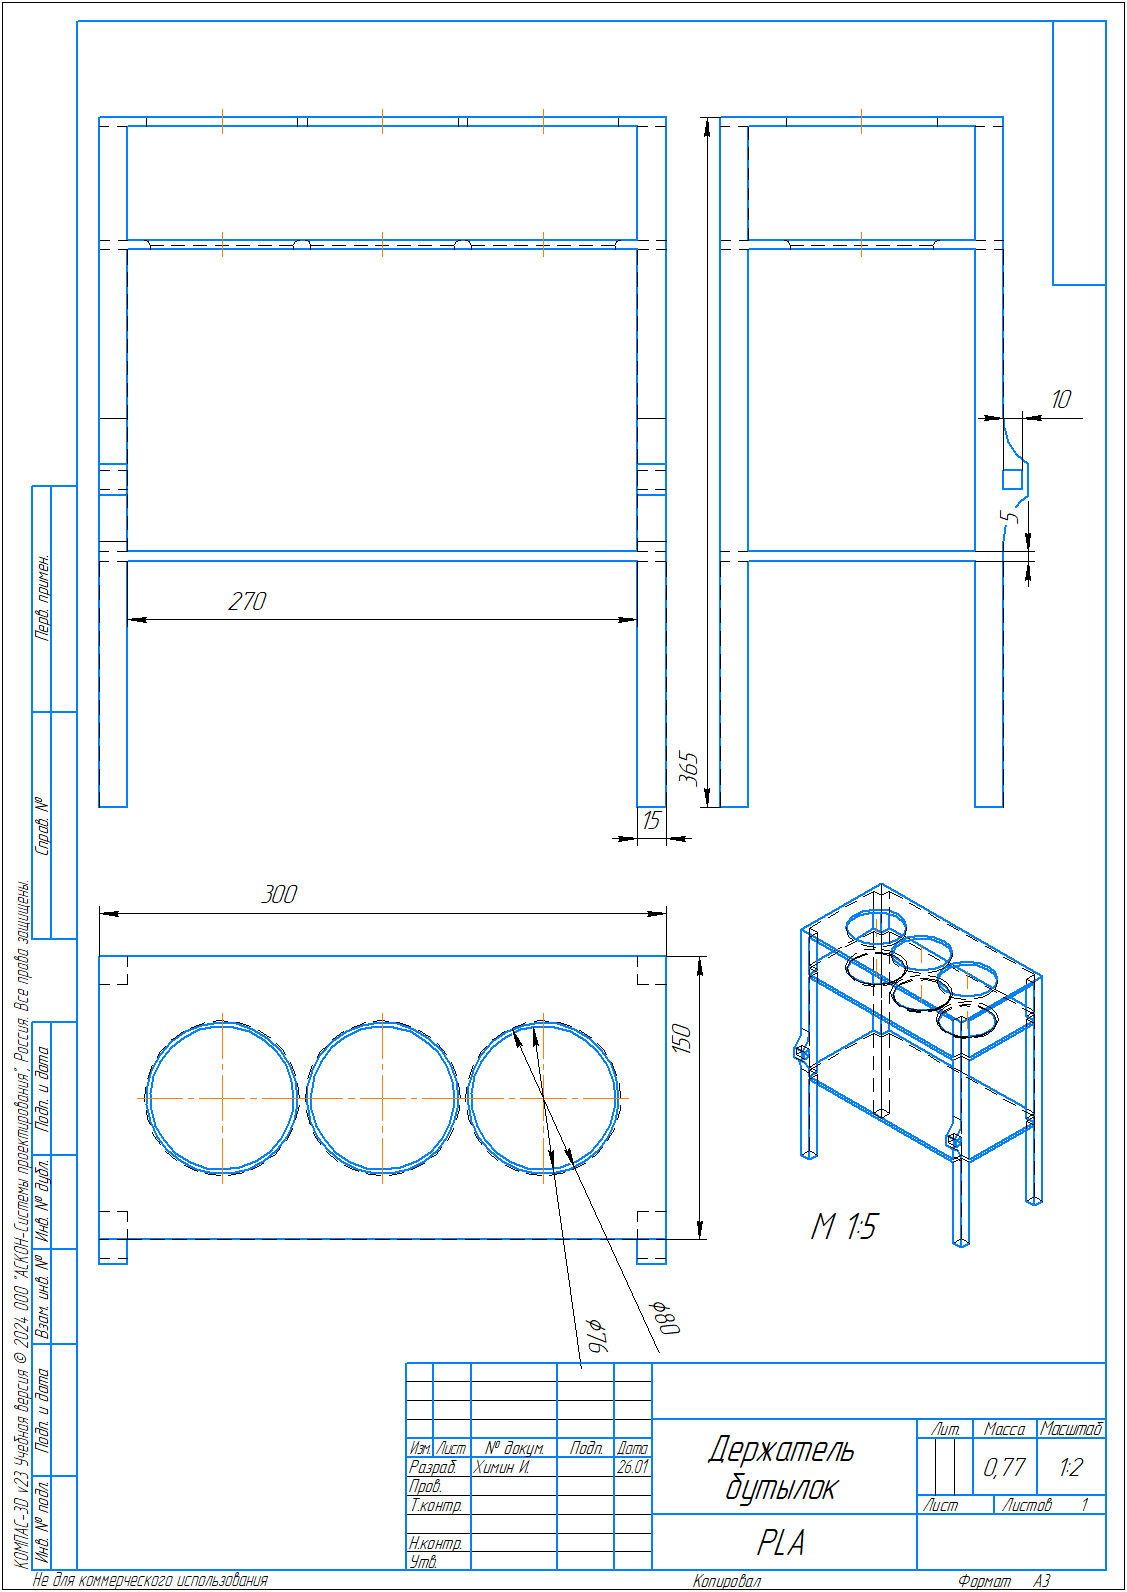 10
5
270
365
15
300
150
М 1:5
ϕ76
ϕ80
Перв. примен.
Справ. №
Подп. и дата
Инв. № дубл.
Взам. инв. №
Подп. и дата
Инв. № подл.
КОМПАС-3D v23 Учебная версия © 2024 ООО "АСКОН-Системы проектирования", Россия. Все права защищены.
Изм. Лист № докум. Подп. Дата
Разраб. Химин И. 26.01
Пров.
Т.контр.
Н.контр.
Утв.
Держатель
бутылок
PLA
Лит. Масса Масштаб
0,77 1:2
Лист Листов 1
Не для коммерческого использования
Копировал
Формат А3